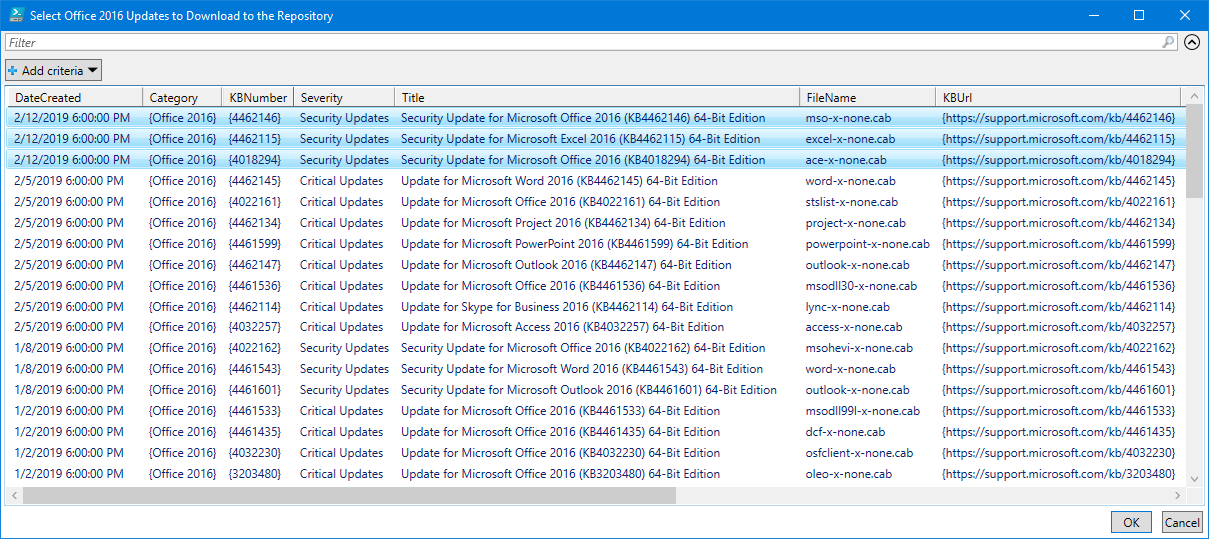 Select Office 2016 Updates to Download to the Repository
Filter
Add criteria
DateCreated Category KBNumber Severity Title FileName KBUrl
2/12/2019 6:00:00 PM {Office 2016} {4462146} Security Updates Security Update for Microsoft Office 2016 (KB4462146) 64-Bit Edition mso-x-none.cab {https://support.microsoft.com/kb/4462146}
2/12/2019 6:00:00 PM {Office 2016} {4462115} Security Updates Security Update for Microsoft Excel 2016 (KB4462115) 64-Bit Edition excel-x-none.cab {https://support.microsoft.com/kb/4462115}
2/12/2019 6:00:00 PM {Office 2016} {4018294} Security Updates Security Update for Microsoft Office 2016 (KB4018294) 64-Bit Edition ace-x-none.cab {https://support.microsoft.com/kb/4018294}
2/5/2019 6:00:00 PM {Office 2016} {4462145} Critical Updates Update for Microsoft Word 2016 (KB4462145) 64-Bit Edition word-x-none.cab {https://support.microsoft.com/kb/4462145}
2/5/2019 6:00:00 PM {Office 2016} {4022161} Critical Updates Update for Microsoft Office 2016 (KB4022161) 64-Bit Edition stslist-x-none.cab {https://support.microsoft.com/kb/4022161}
2/5/2019 6:00:00 PM {Office 2016} {4462134} Critical Updates Update for Microsoft Project 2016 (KB4462134) 64-Bit Edition project-x-none.cab {https://support.microsoft.com/kb/4462134}
2/5/2019 6:00:00 PM {Office 2016} {4461599} Critical Updates Update for Microsoft PowerPoint 2016 (KB4461599) 64-Bit Edition powerpoint-x-none.cab {https://support.microsoft.com/kb/4461599}
2/5/2019 6:00:00 PM {Office 2016} {4462147} Critical Updates Update for Microsoft Outlook 2016 (KB4462147) 64-Bit Edition outlook-x-none.cab {https://support.microsoft.com/kb/4462147}
2/5/2019 6:00:00 PM {Office 2016} {4461536} Critical Updates Update for Microsoft Office 2016 (KB4461536) 64-Bit Edition msodll30-x-none.cab {https://support.microsoft.com/kb/4461536}
2/5/2019 6:00:00 PM {Office 2016} {4462114} Critical Updates Update for Skype for Business 2016 (KB4462114) 64-Bit Edition lync-x-none.cab {https://support.microsoft.com/kb/4462114}
2/5/2019 6:00:00 PM {Office 2016} {4032257} Critical Updates Update for Microsoft Access 2016 (KB4032257) 64-Bit Edition access-x-none.cab {https://support.microsoft.com/kb/4032257}
1/8/2019 6:00:00 PM {Office 2016} {4022162} Security Updates Security Update for Microsoft Office 2016 (KB4022162) 64-Bit Edition msohevi-x-none.cab {https://support.microsoft.com/kb/4022162}
1/8/2019 6:00:00 PM {Office 2016} {4461543} Security Updates Security Update for Microsoft Word 2016 (KB4461543) 64-Bit Edition word-x-none.cab {https://support.microsoft.com/kb/4461543}
1/8/2019 6:00:00 PM {Office 2016} {4461601} Security Updates Security Update for Microsoft Outlook 2016 (KB4461601) 64-Bit Edition outlook-x-none.cab {https://support.microsoft.com/kb/4461601}
1/2/2019 6:00:00 PM {Office 2016} {4461533} Critical Updates Update for Microsoft Office 2016 (KB4461533) 64-Bit Edition msodll99l-x-none.cab {https://support.microsoft.com/kb/4461533}
1/2/2019 6:00:00 PM {Office 2016} {4461435} Critical Updates Update for Microsoft Office 2016 (KB4461435) 64-Bit Edition dcf-x-none.cab {https://support.microsoft.com/kb/4461435}
1/2/2019 6:00:00 PM {Office 2016} {4032230} Critical Updates Update for Microsoft Office 2016 (KB4032230) 64-Bit Edition osfclient-x-none.cab {https://support.microsoft.com/kb/4032230}
1/2/2019 6:00:00 PM {Office 2016} {3203480} Critical Updates Update for Microsoft Office 2016 (KB3203480) 64-Bit Edition oleo-x-none.cab {https://support.microsoft.com/kb/3203480}
OK Cancel